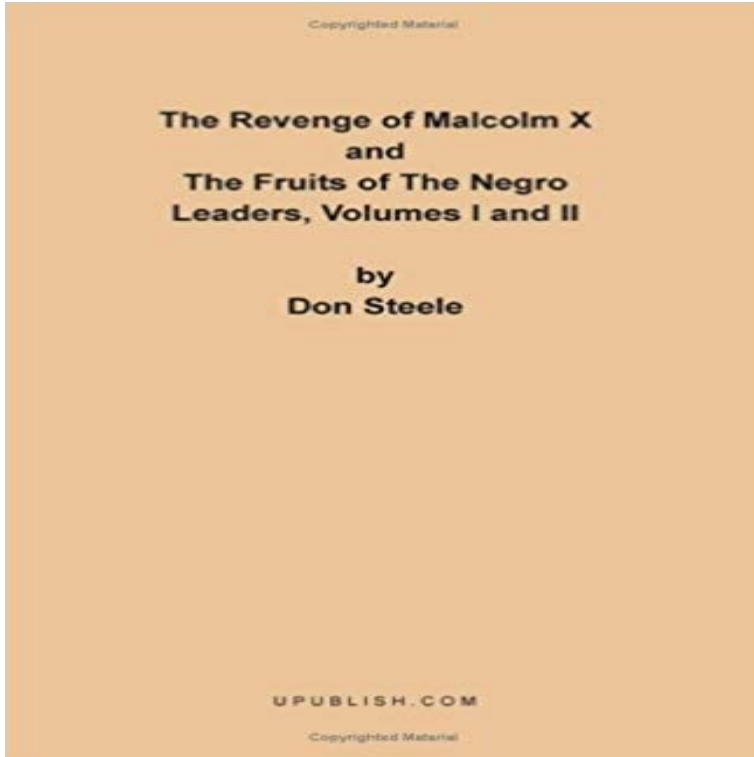 Copyrighted Material
The Revenge of Malcolm X
and
The Fruits of The Negro
Leaders, Volumes I and II
by
Don Steele
UPUBLISH.COM
Copyrighted Material